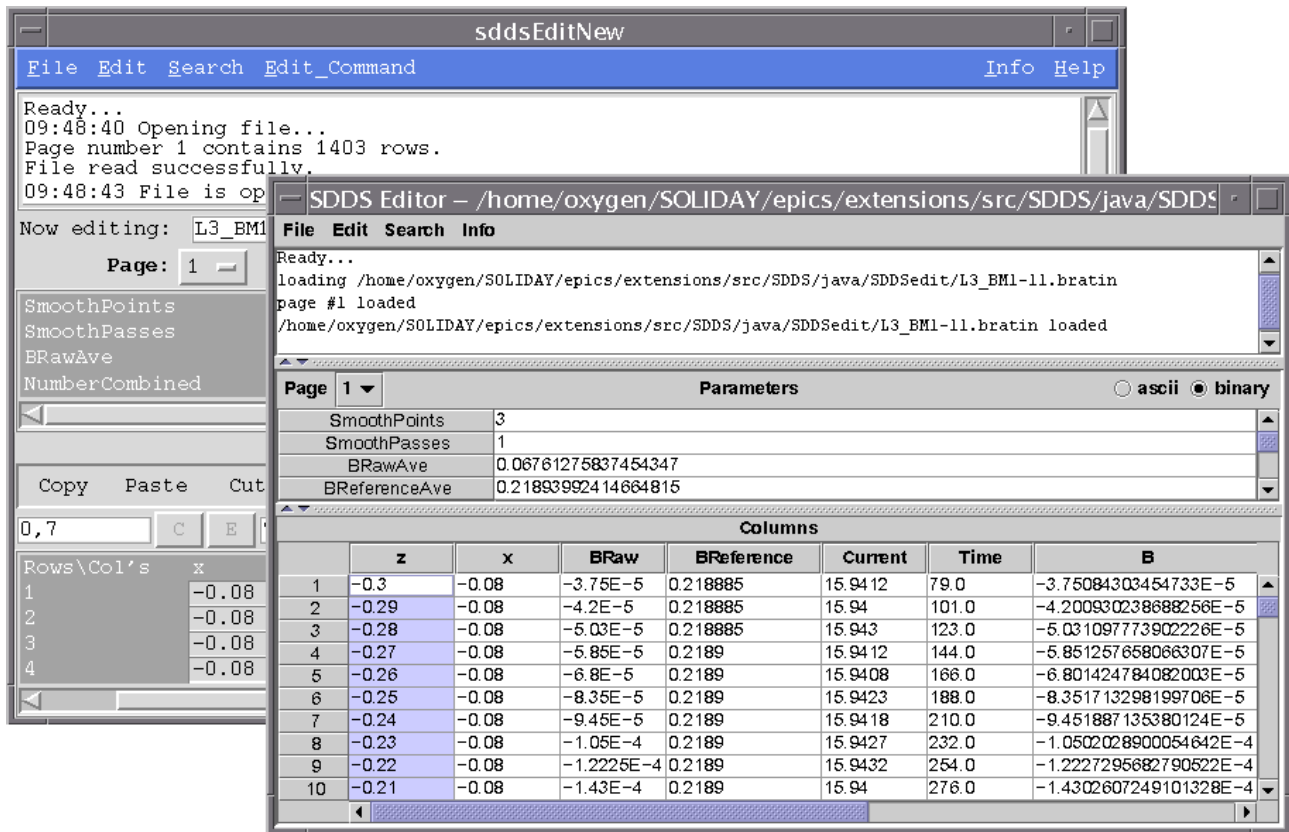 sddsEditNew
File Edit Search Edit_Command Info Help
Ready...
09:48:40 Opening file...
Page number 1 contains 1403 rows.
File read successfully.
09:48:43 File is op
Now editing: L3_BM1
Page: 1
SmoothPoints
SmoothPasses
BRawAve
NumberCombined
Copy Paste Cut
0,7 C E
Rows\Col's x
1 -0.08
2 -0.08
3 -0.08
4 -0.08
SDDS Editor – /home/oxygen/SOLIDAY/epics/extensions/src/SDDS/java/SDDS
File Edit Search Info
Ready...
loading /home/oxygen/SOLIDAY/epics/extensions/src/SDDS/java/SDDSedit/L3_BM1-11.bratin
page #1 loaded
/home/oxygen/SOLIDAY/epics/extensions/src/SDDS/java/SDDSedit/L3_BM1-11.bratin loaded
Page 1 Parameters ascii binary
SmoothPoints 3
SmoothPasses 1
BRawAve 0.06761275837454347
BReferenceAve 0.21893992414664815
Columns
z x BRaw BReference Current Time B
1 -0.3 -0.08 -3.75E-5 0.218885 15.9412 79.0 -3.75084303454733E-5
2 -0.29 -0.08 -4.2E-5 0.218885 15.94 101.0 -4.200930238688256E-5
3 -0.28 -0.08 -5.03E-5 0.218885 15.943 123.0 -5.031097773902226E-5
4 -0.27 -0.08 -5.85E-5 0.2189 15.9412 144.0 -5.851257658066307E-5
5 -0.26 -0.08 -6.8E-5 0.2189 15.9408 166.0 -6.801424784082003E-5
6 -0.25 -0.08 -8.35E-5 0.2189 15.9423 188.0 -8.351713298199706E-5
7 -0.24 -0.08 -9.45E-5 0.2189 15.9418 210.0 -9.451887135380124E-5
8 -0.23 -0.08 -1.05E-4 0.2189 15.9427 232.0 -1.0502028900054642E-4
9 -0.22 -0.08 -1.2225E-4 0.2189 15.9432 254.0 -1.2227295682790522E-4
10 -0.21 -0.08 -1.43E-4 0.2189 15.94 276.0 -1.4302607249101328E-4